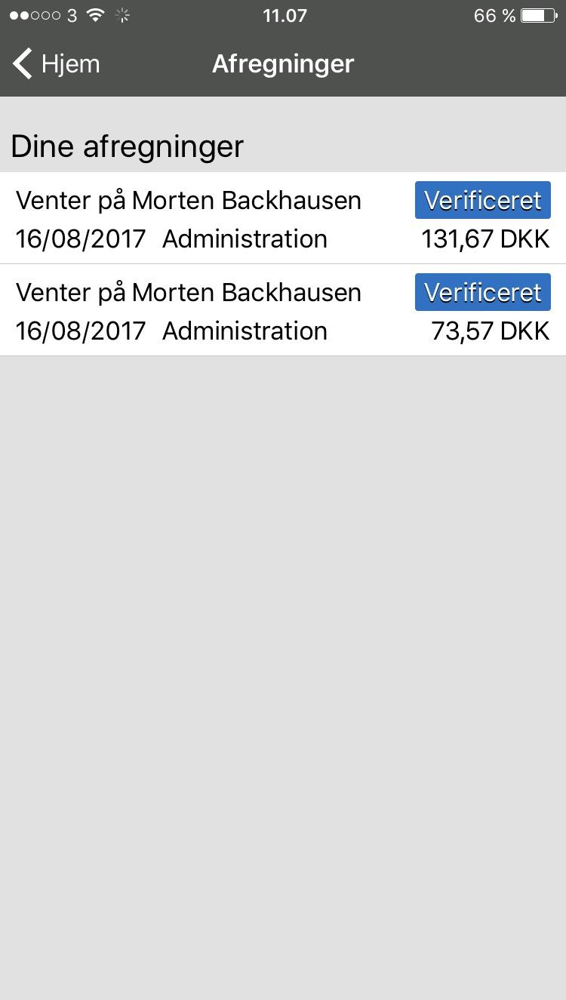 3 11.07 66 %
Hjem Afregninger
Dine afregninger
Venter på Morten Backhausen Verificeret
16/08/2017 Administration 131,67 DKK
Venter på Morten Backhausen Verificeret
16/08/2017 Administration 73,57 DKK